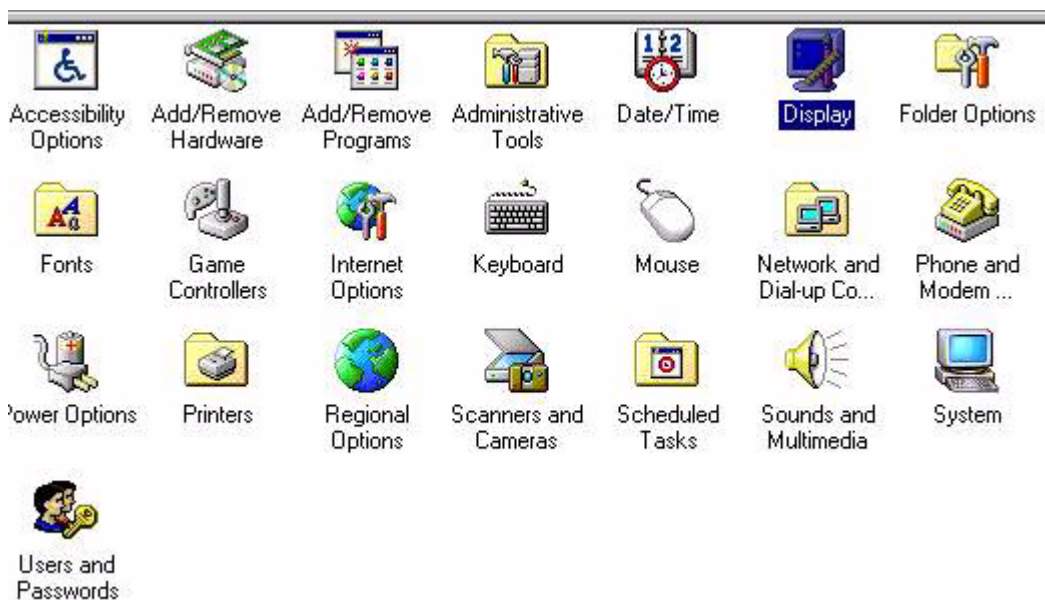 Accessibility Options
Add/Remove Hardware
Add/Remove Programs
Administrative Tools
Date/Time
Display
Folder Options
Fonts
Game Controllers
Internet Options
Keyboard
Mouse
Network and Dial-up Co...
Phone and Modem ...
Power Options
Printers
Regional Options
Scanners and Cameras
Scheduled Tasks
Sounds and Multimedia
System
Users and Passwords